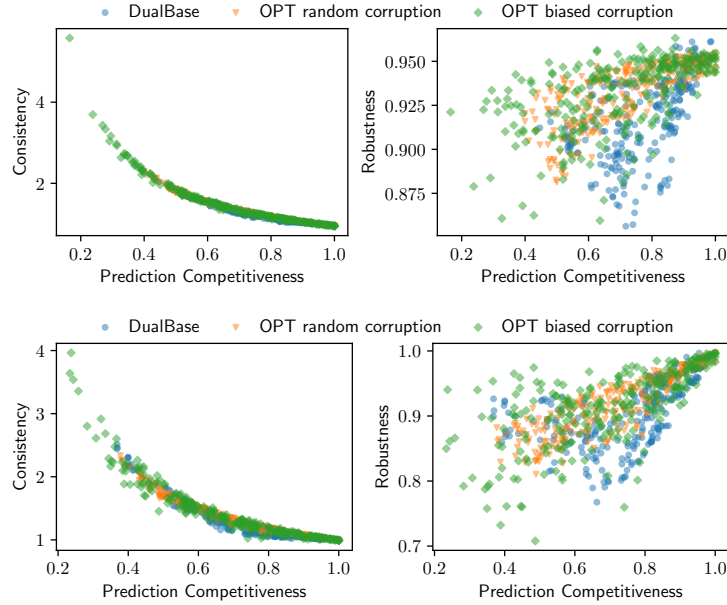 DualBase OPT random corruption OPT biased corruption
Consistency
4
2
0.2 0.4 0.6 0.8 1.0
Prediction Competitiveness
Robustness
0.950
0.925
0.900
0.875
0.2 0.4 0.6 0.8 1.0
Prediction Competitiveness
DualBase OPT random corruption OPT biased corruption
Consistency
4
3
2
1
0.2 0.4 0.6 0.8 1.0
Prediction Competitiveness
Robustness
1.0
0.9
0.8
0.7
0.2 0.4 0.6 0.8 1.0
Prediction Competitiveness